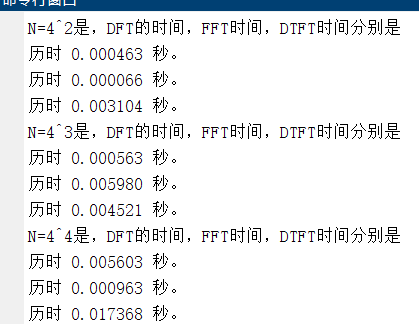 命令行窗口
N=4^2是，DFT的时间，FFT时间，DTFT时间分别是
历时 0.000463 秒。
历时 0.000066 秒。
历时 0.003104 秒。
N=4^3是，DFT的时间，FFT时间，DTFT时间分别是
历时 0.000563 秒。
历时 0.005980 秒。
历时 0.004521 秒。
N=4^4是，DFT的时间，FFT时间，DTFT时间分别是
历时 0.005603 秒。
历时 0.000963 秒。
历时 0.017368 秒。